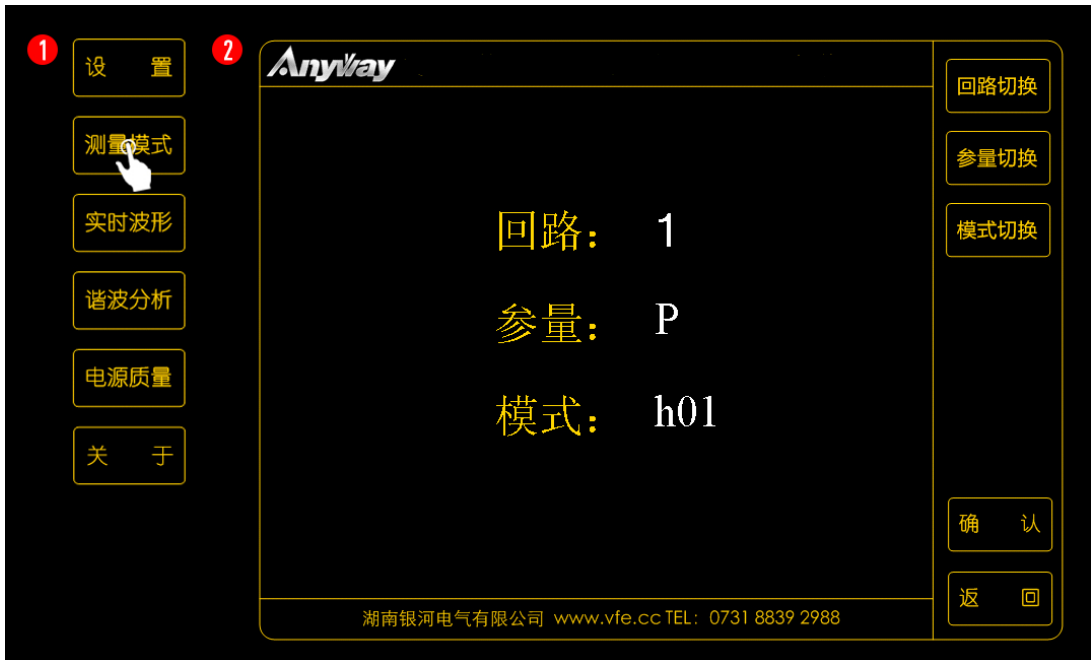 1
设 置
测量模式
实时波形
谐波分析
电源质量
关 于
2
AnyWay
回路： 1
参量： P
模式： h01
回路切换
参量切换
模式切换
确 认
返 回
湖南银河电气有限公司 www.vfe.cc TEL：0731 8839 2988